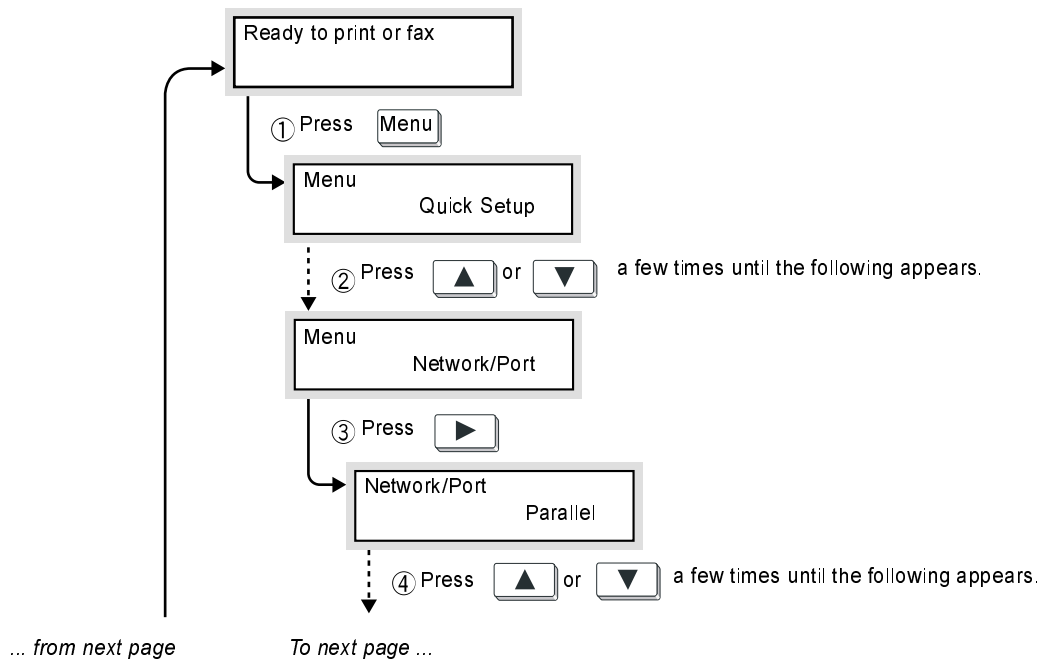 Ready to print or fax
① Press Menu
Menu
Quick Setup
② Press ▲ or ▼ a few times until the following appears.
Menu
Network/Port
③ Press ▶
Network/Port
Parallel
④ Press ▲ or ▼ a few times until the following appears.
... from next page To next page ...